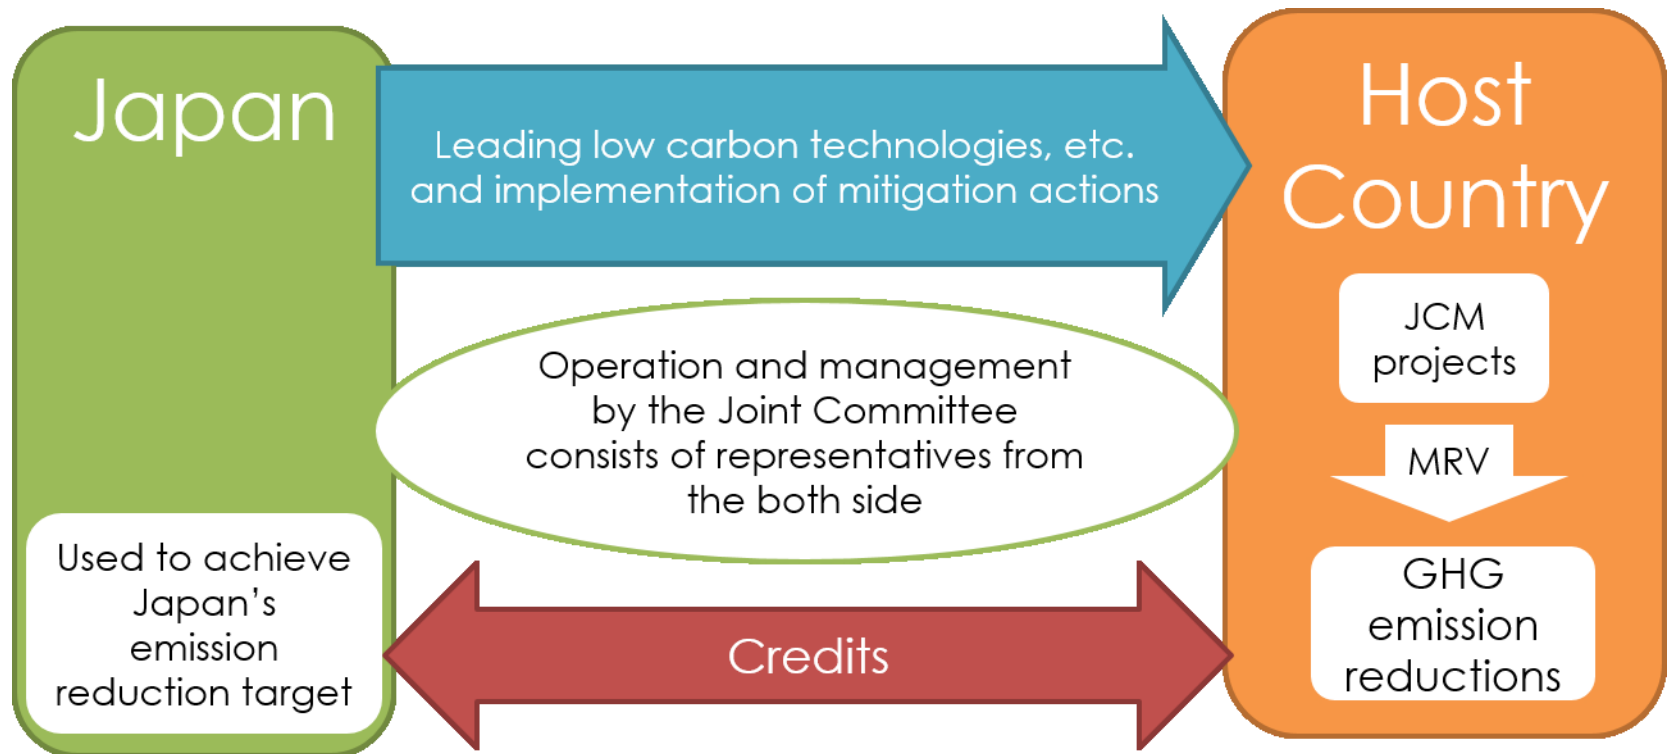 Japan
Leading low carbon technologies, etc.
and implementation of mitigation actions
Host
Country
JCM
projects
MRV
GHG
emission
reductions
Operation and management
by the Joint Committee
consists of representatives from
the both side
Used to achieve
Japan's
emission
reduction target
Credits